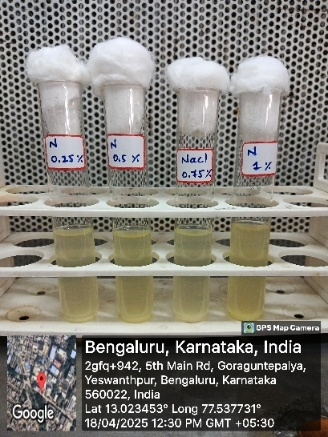 N
0.25%
N
0.5 %
Nacl
0.75%
N
1 %
GPS Map Camera
Bengaluru, Karnataka, India
2gfq+942, 5th Main Rd, Goraguntepalya,
Yeswanthpur, Bengaluru, Karnataka
560022, India
Lat 13.023453° Long 77.537731°
18/04/2025 12:30 PM GMT +05:30
Google